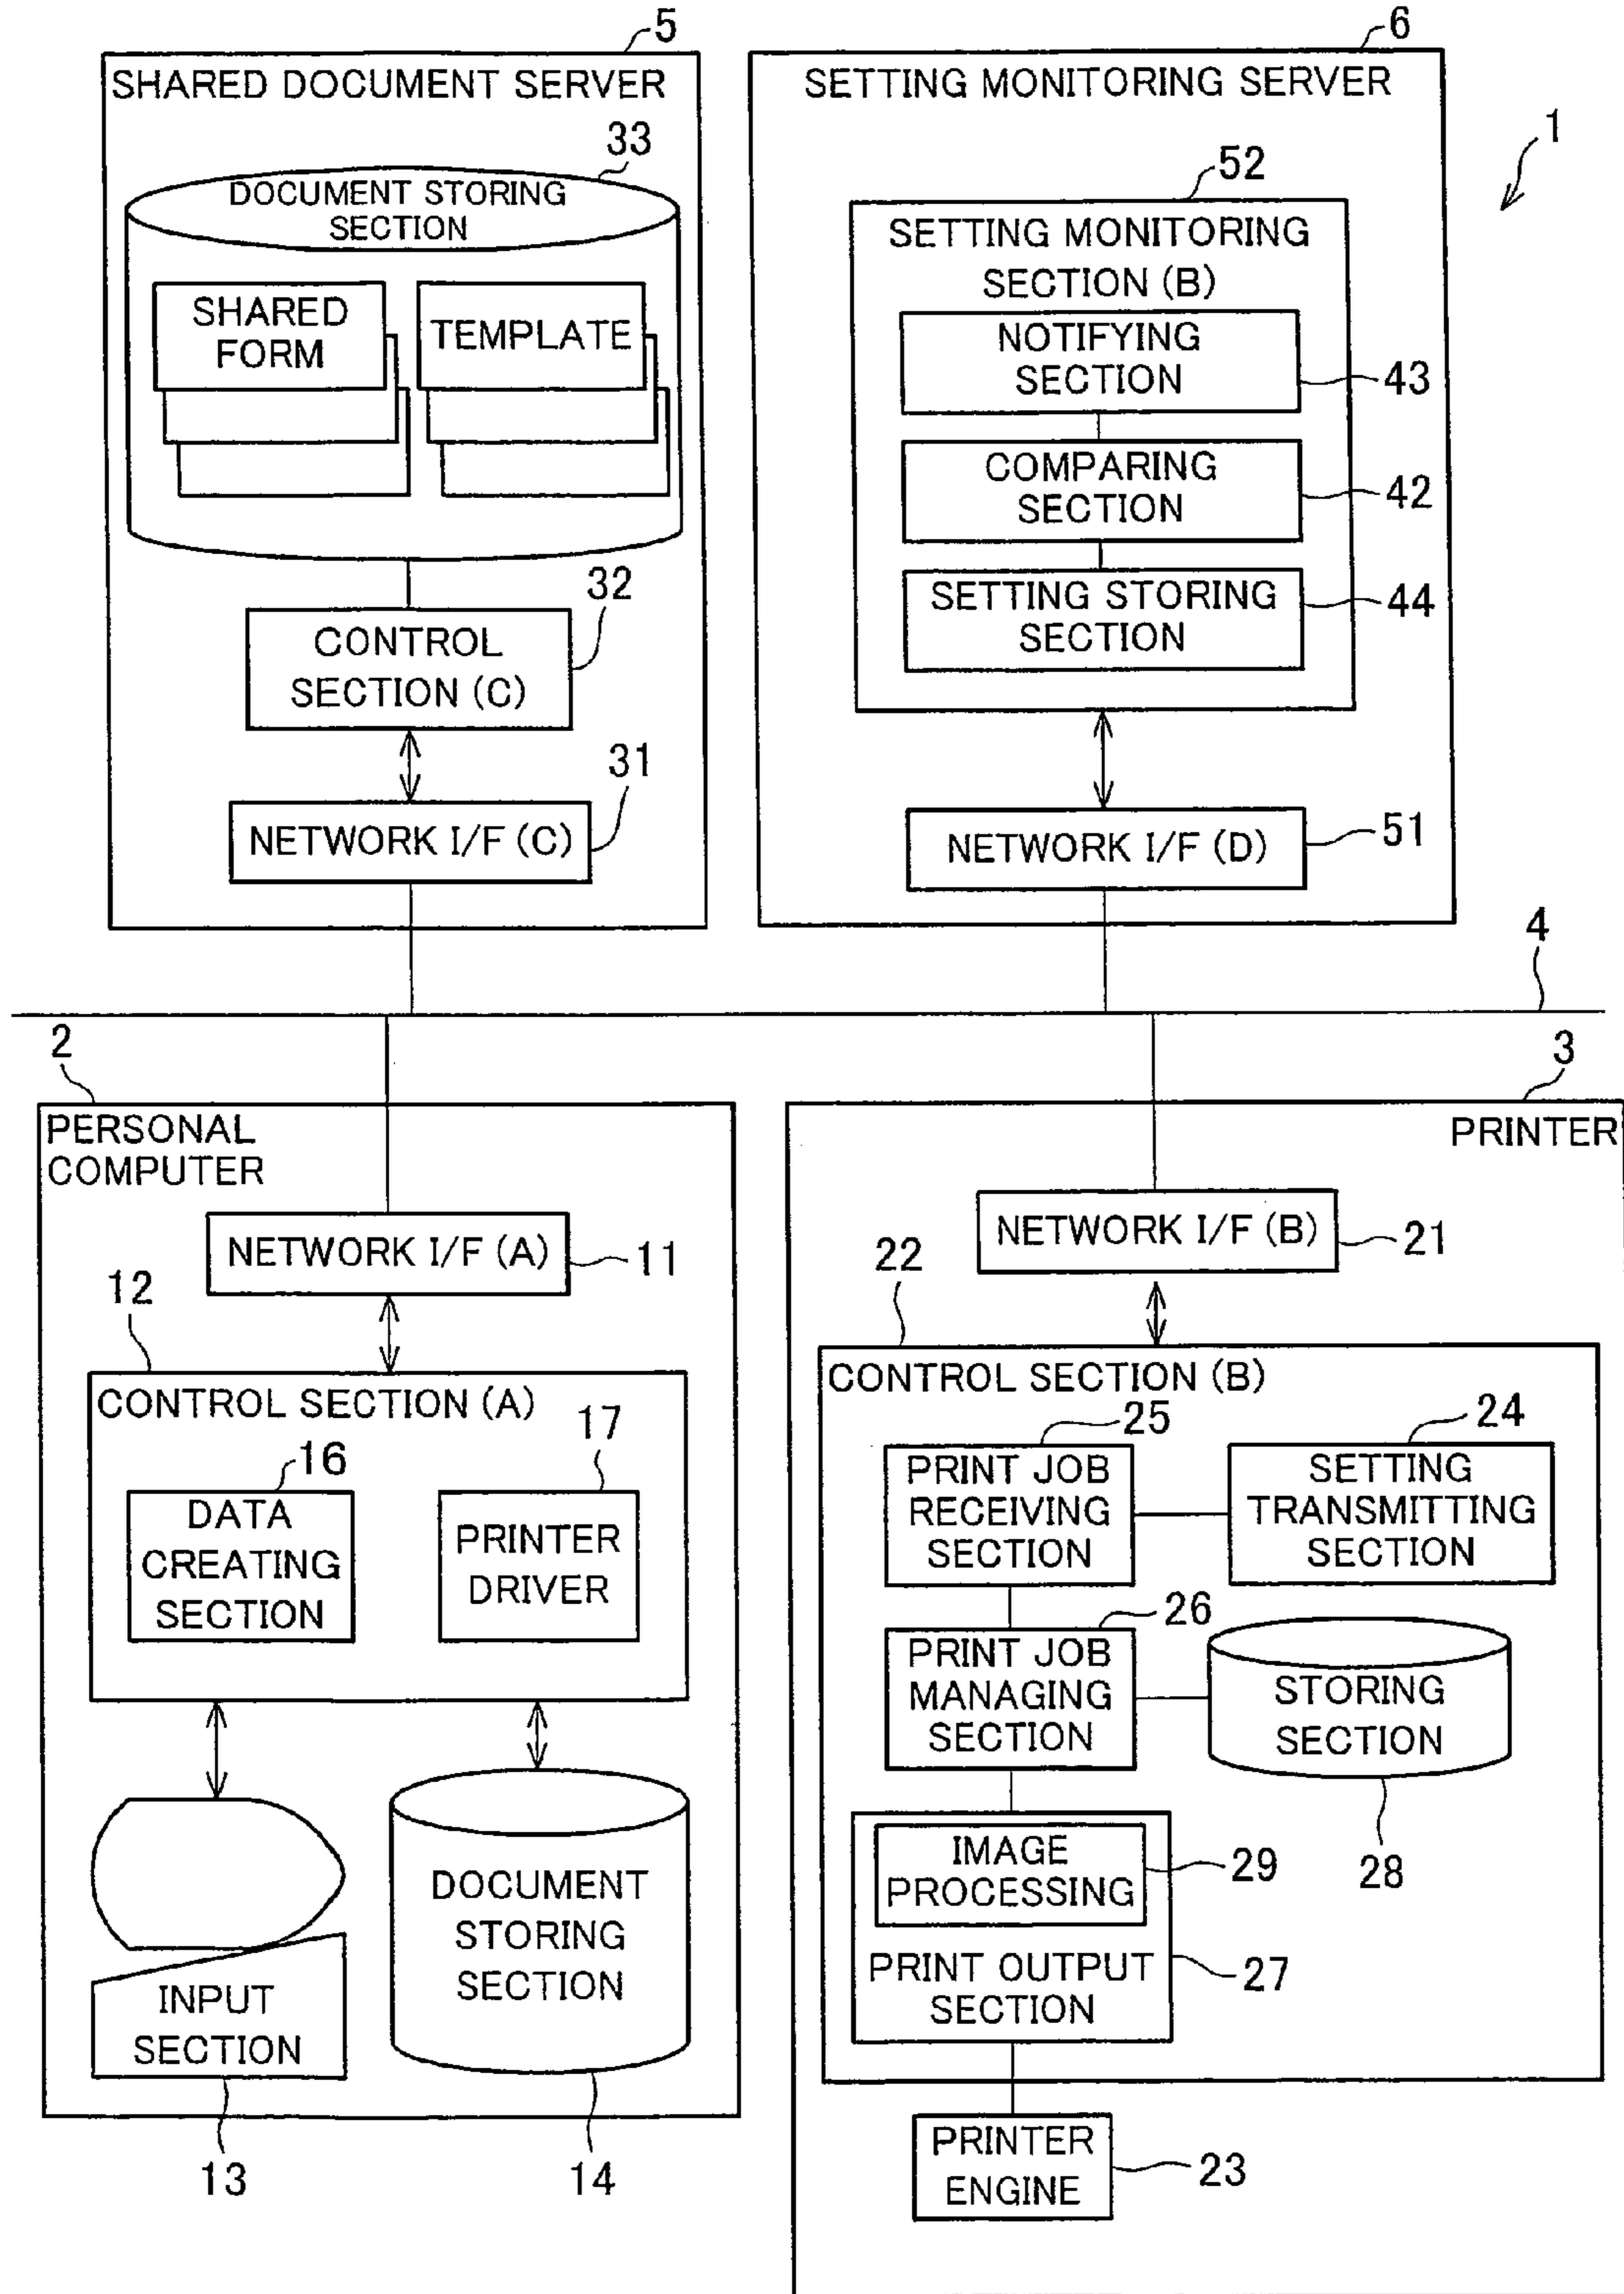 5
SHARED DOCUMENT SERVER
33
DOCUMENT STORING
SECTION
SHARED
FORM
TEMPLATE
32
CONTROL
SECTION (C)
31
NETWORK I/F (C)
6
SETTING MONITORING SERVER
1
52
SETTING MONITORING
SECTION (B)
NOTIFYING
SECTION
43
COMPARING
SECTION
42
SETTING STORING
SECTION
44
NETWORK I/F (D)
51
4
2
PERSONAL
COMPUTER
NETWORK I/F (A)
11
12
CONTROL SECTION (A)
16
DATA
CREATING
SECTION
17
PRINTER
DRIVER
INPUT
SECTION
13
DOCUMENT
STORING
SECTION
14
3
PRINTER
NETWORK I/F (B)
21
22
CONTROL SECTION (B)
25
PRINT JOB
RECEIVING
SECTION
24
SETTING
TRANSMITTING
SECTION
26
PRINT JOB
MANAGING
SECTION
STORING
SECTION
28
IMAGE
PROCESSING
29
PRINT OUTPUT
SECTION
27
PRINTER
ENGINE
23